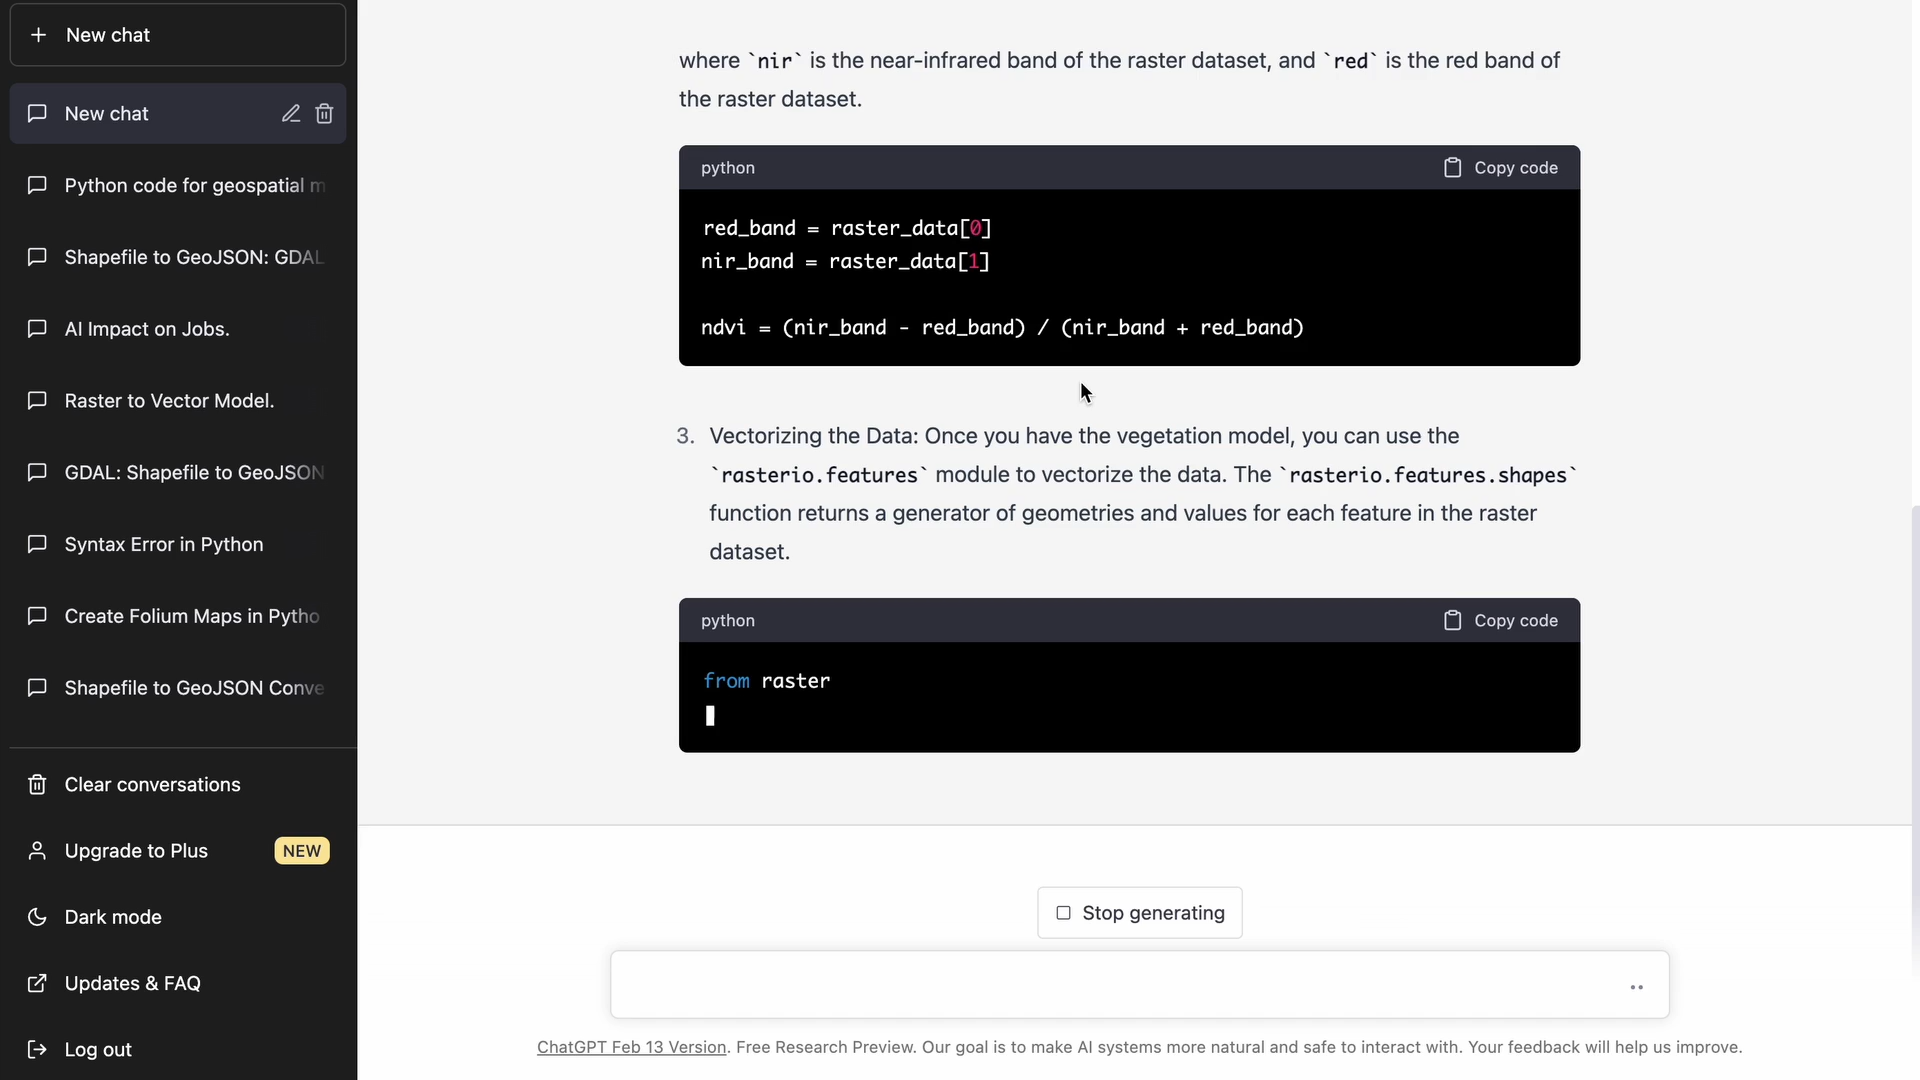 New chat
New chat
Python code for geospatial m
Shapefile to GeoJSON: GDAL
AI Impact on Jobs.
Raster to Vector Model.
GDAL: Shapefile to GeoJSON
Syntax Error in Python
Create Folium Maps in Pytho
Shapefile to GeoJSON Conve
Clear conversations
Upgrade to Plus NEW
Dark mode
Updates & FAQ
Log out
where `nir` is the near-infrared band of the raster dataset, and `red` is the red band of
the raster dataset.
python Copy code
red_band = raster_data[0]
nir_band = raster_data[1]
ndvi = (nir_band - red_band) / (nir_band + red_band)
3. Vectorizing the Data: Once you have the vegetation model, you can use the
`rasterio.features` module to vectorize the data. The `rasterio.features.shapes`
function returns a generator of geometries and values for each feature in the raster
dataset.
python Copy code
from raster
Stop generating
ChatGPT Feb 13 Version. Free Research Preview. Our goal is to make AI systems more natural and safe to interact with. Your feedback will help us improve.